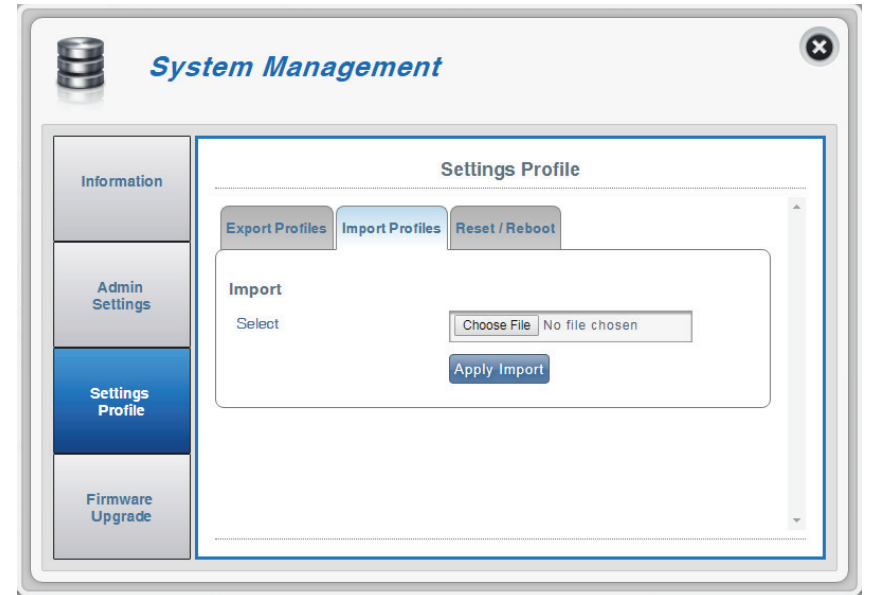 System Management
Information
Admin
Settings
Settings
Profile
Firmware
Upgrade
Settings Profile
Export Profiles Import Profiles Reset / Reboot
Import
Select Choose File No file chosen
Apply Import